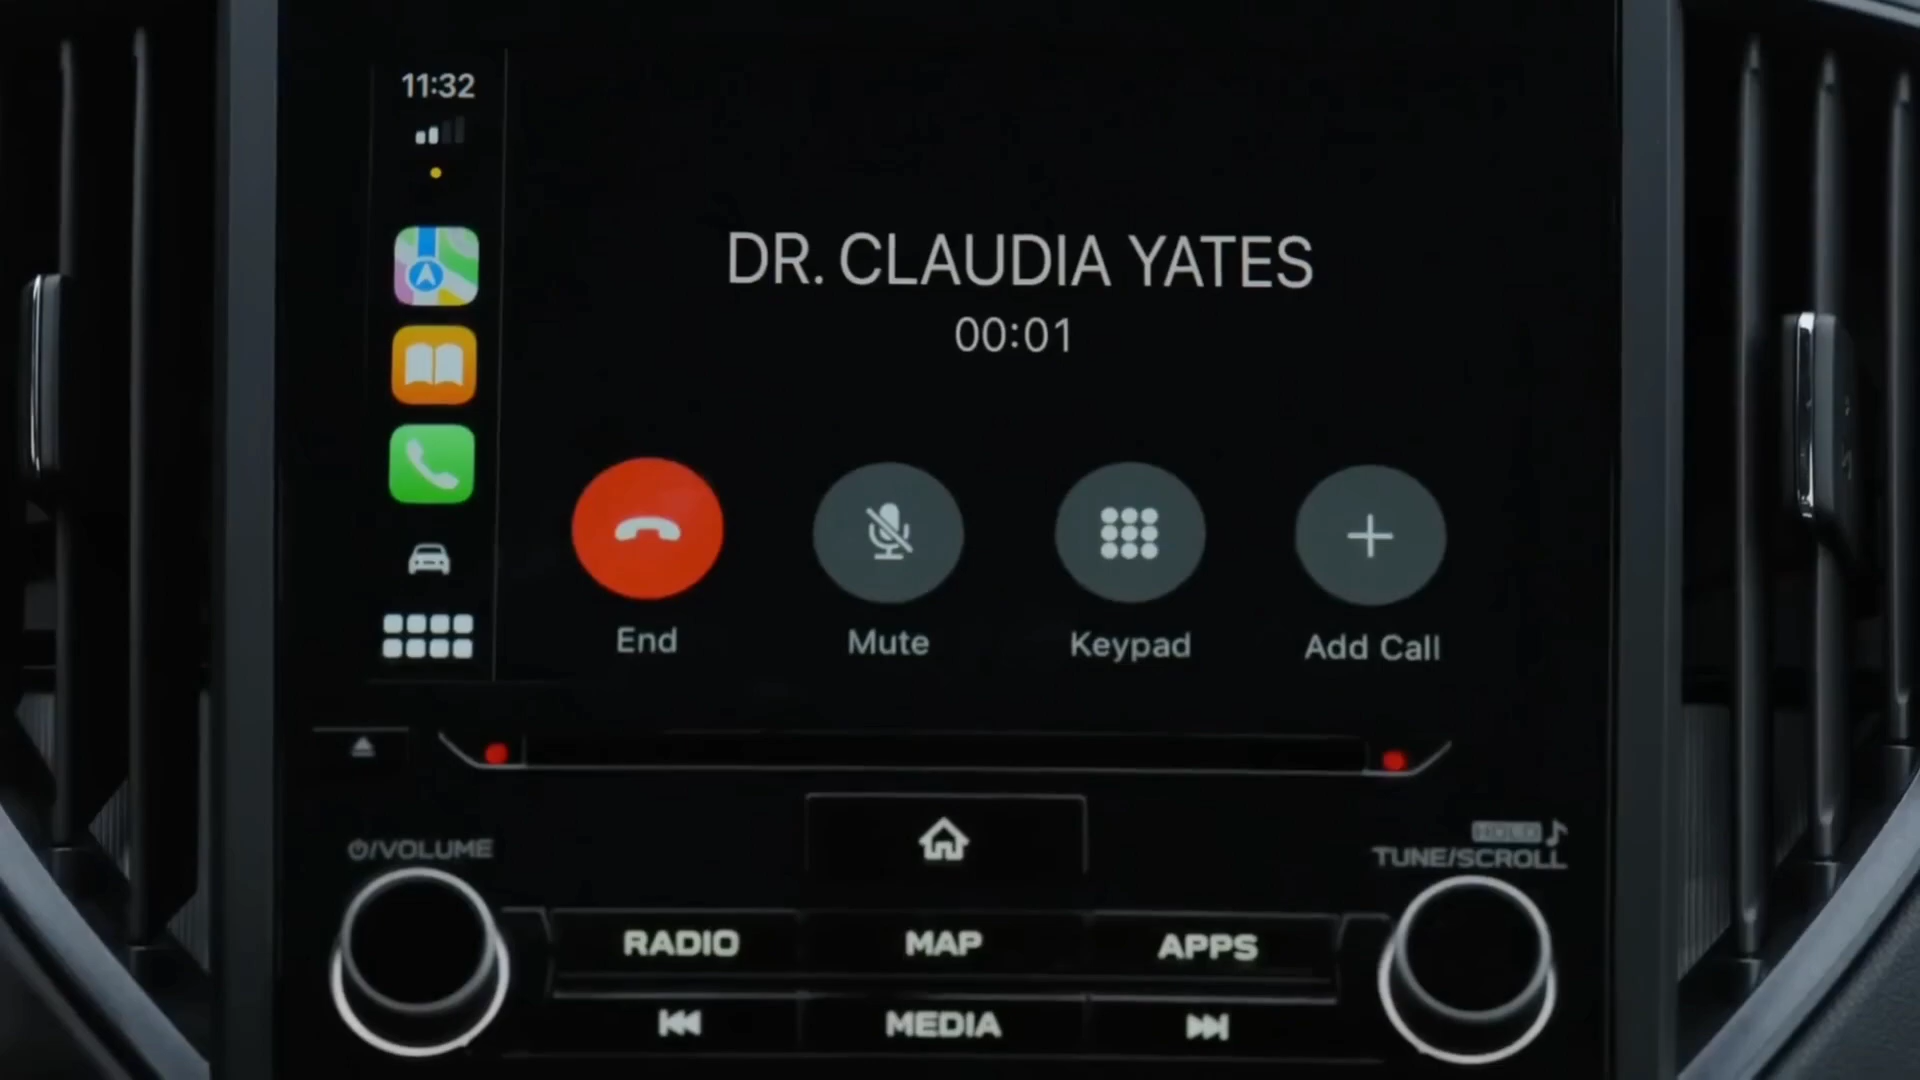 11:32
DR. CLAUDIA YATES
00:01
End
Mute
Keypad
Add Call
/VOLUME
HOLD
TUNE/SCROLL
RADIO
MAP
APPS
MEDIA